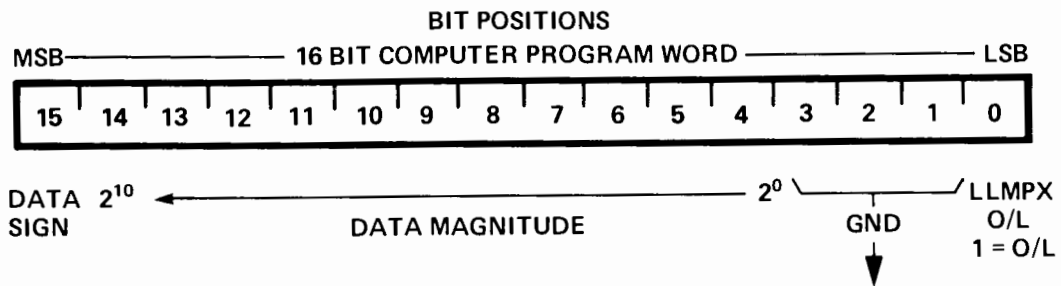 BIT POSITIONS
MSB 16 BIT COMPUTER PROGRAM WORD LSB
15 14 13 12 11 10 9 8 7 6 5 4 3 2 1 0
DATA 2¹⁰ 2⁰ LLMPX
SIGN DATA MAGNITUDE GND O/L
1 = O/L